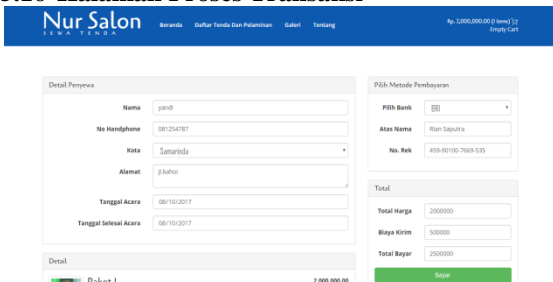 Nur Salon
SEWA TENDA
Beranda Daftar Tenda Dan Pelaminan Galeri Tentang
Rp. 2,000,000.00 (1 items)
Empty Cart
Detail Penyewa
Nama yandi
No Handphone 081254787
Kota Samarinda
Alamat jl.kahoi
Tanggal Acara 08/10/2017
Tanggal Selesai Acara 08/10/2017
Detail
Paket I 2,000,000.00
Pilih Metode Pembayaran
Pilih Bank
Atas Nama Rian Saputra
No. Rek 459-90100-7669-535
Total
Total Harga 2000000
Biaya Kirim 500000
Total Bayar 2500000
Bayar